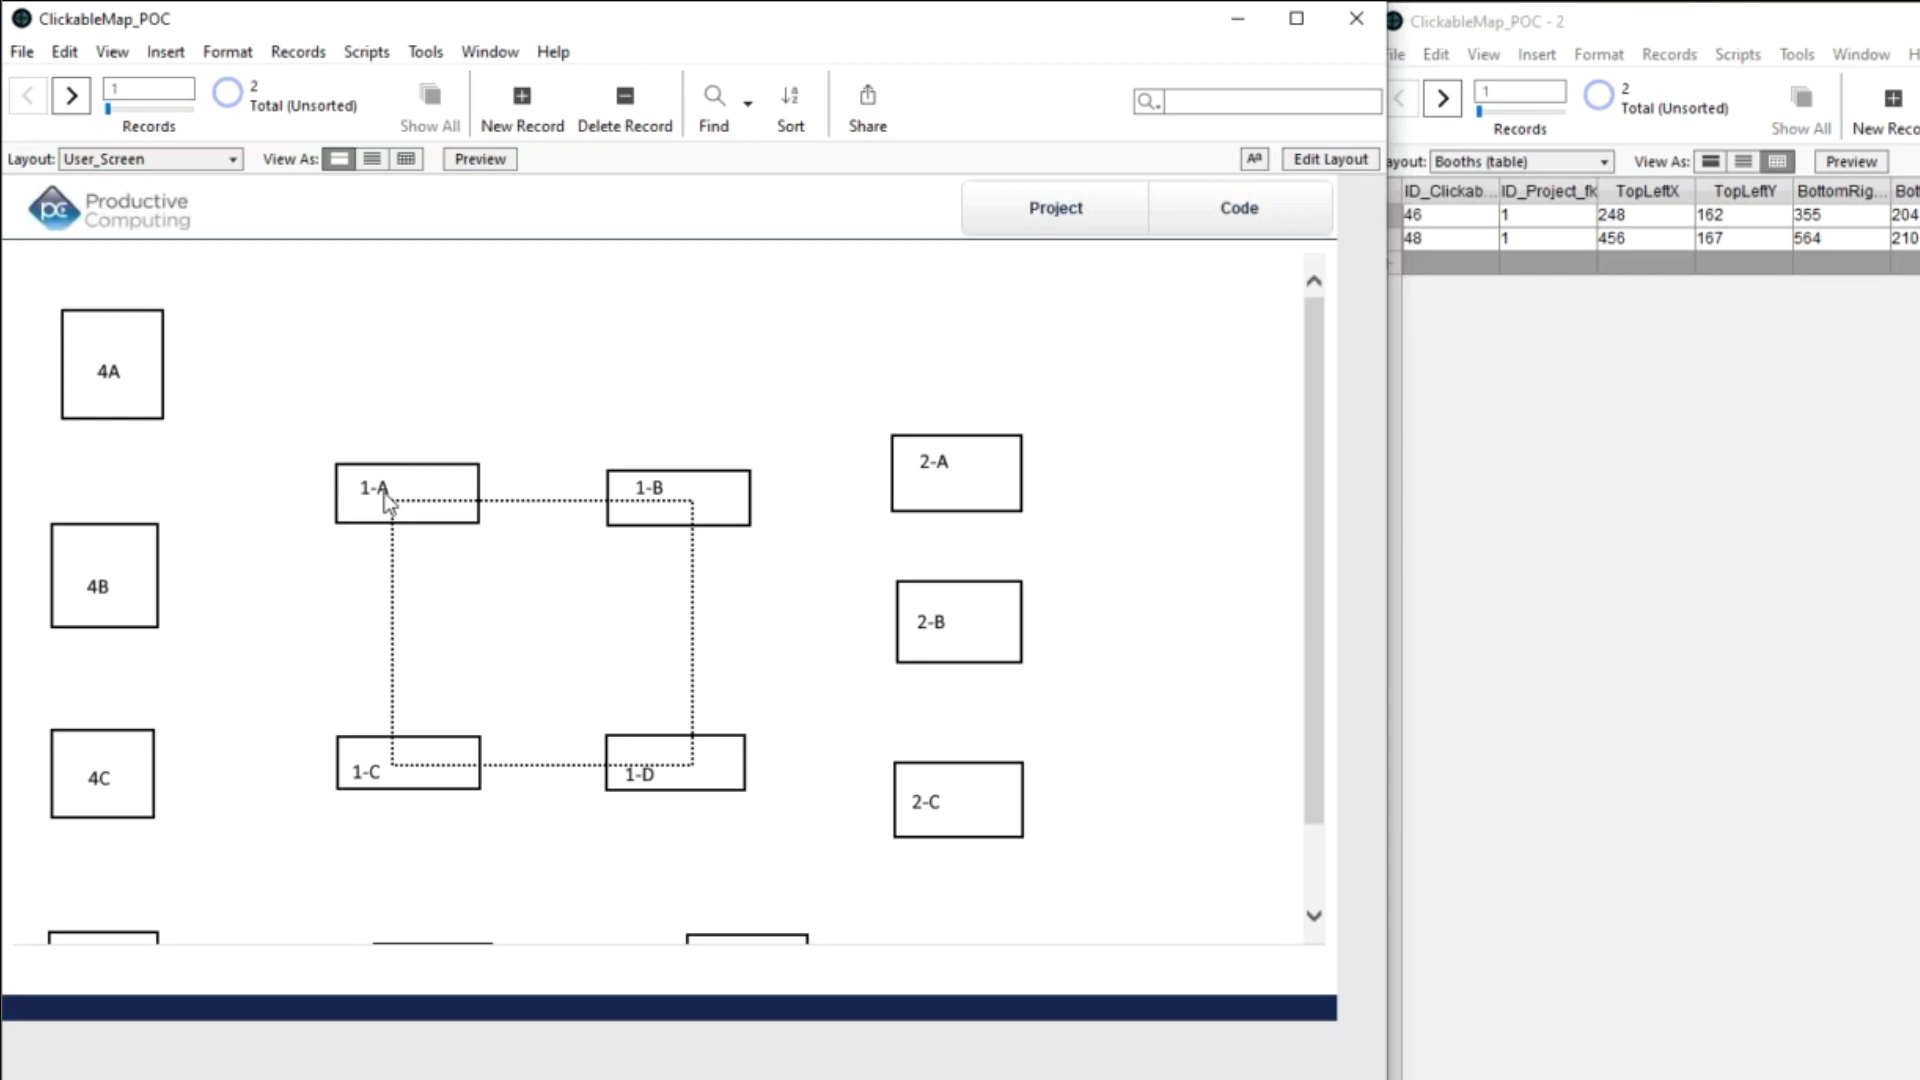 ClickableMap_POC
File Edit View Insert Format Records Scripts Tools Window Help
1
2
Total (Unsorted)
Records
Show All
New Record
Delete Record
Find
Sort
Share
Layout: User_Screen
View As:
Preview
Aa
Edit Layout
pc
Productive
Computing
Project
Code
4A
1-A
1-B
2-A
4B
2-B
4C
1-C
1-D
2-C
ClickableMap_POC - 2
ile Edit View Insert Format Records Scripts Tools Window H
1
2
Total (Unsorted)
Records
Show All
New Reco
ayout: Booths (table)
View As:
Preview
ID_Clickab... ID_Project_fk TopLeftX TopLeftY BottomRig... Bot
46 1 248 162 355 204
48 1 456 167 564 210